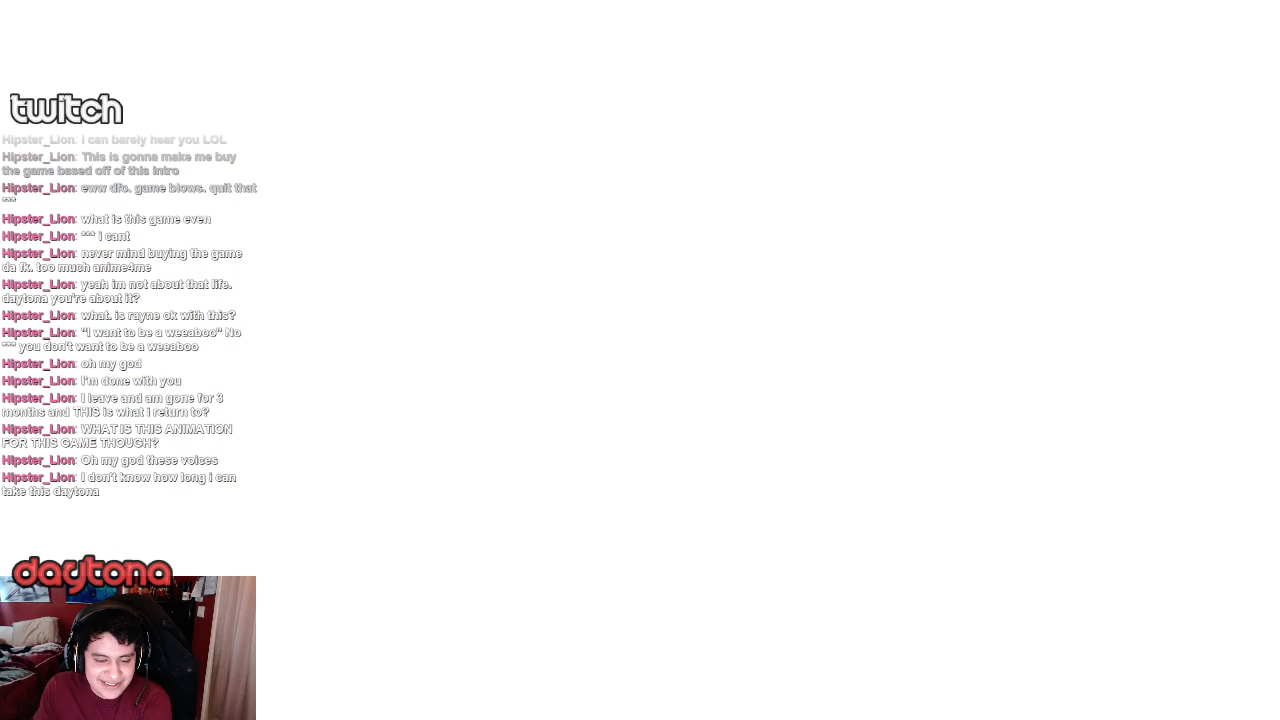 twitch
Hipster_Lion: I can barely hear you LOL
Hipster_Lion: This is gonna make me buy
the game based off of this intro
Hipster_Lion: eww dfo. game blows. quit that
***
Hipster_Lion: what is this game even
Hipster_Lion: *** i cant
Hipster_Lion: never mind buying the game
da fk. too much anime4me
Hipster_Lion: yeah im not about that life.
daytona you're about it?
Hipster_Lion: what. is rayne ok with this?
Hipster_Lion: "I want to be a weeaboo" No
*** you don't want to be a weeaboo
Hipster_Lion: oh my god
Hipster_Lion: I'm done with you
Hipster_Lion: I leave and am gone for 3
months and THIS is what i return to?
Hipster_Lion: WHAT IS THIS ANIMATION
FOR THIS GAME THOUGH?
Hipster_Lion: Oh my god these voices
Hipster_Lion: I don't know how long i can
take this daytona
daytona